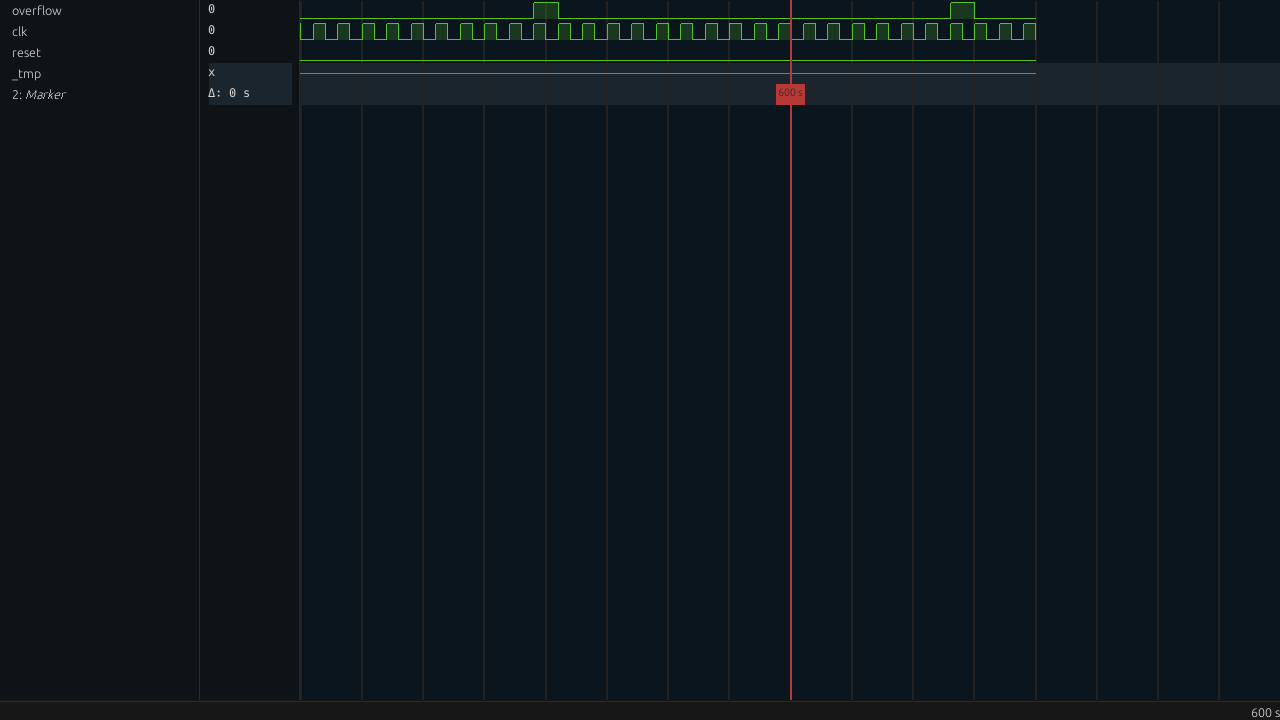 overflow 0
clk 0
reset 0
_tmp x
2: Marker Δ: 0 s 600 s
600 s